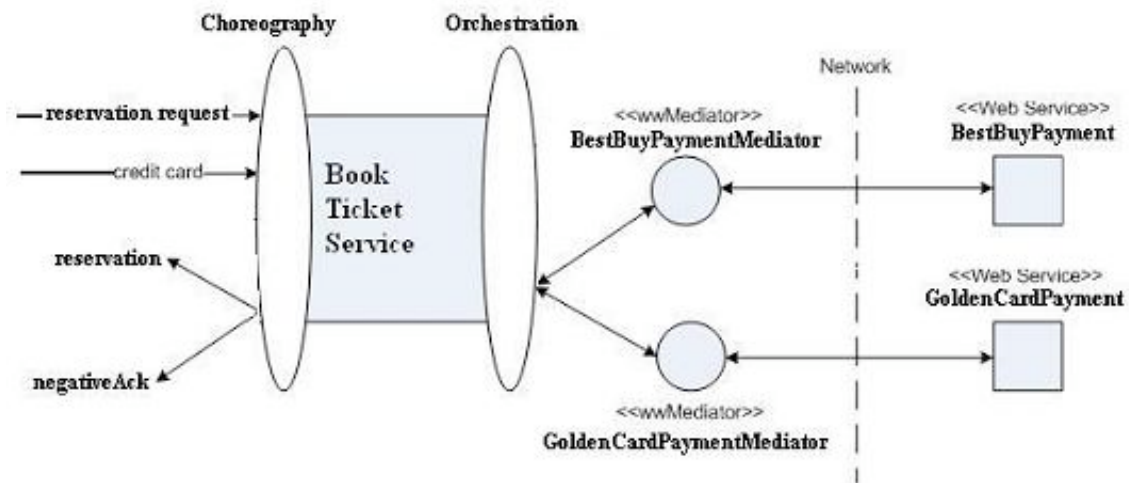 Choreography
Orchestration
Network
reservation request
credit card
reservation
negativeAck
Book
Ticket
Service
<<wwMediator>>
BestBuyPaymentMediator
<<Web Service>>
BestBuyPayment
<<Web Service>>
GoldenCardPayment
<<wwMediator>>
GoldenCardPaymentMediator